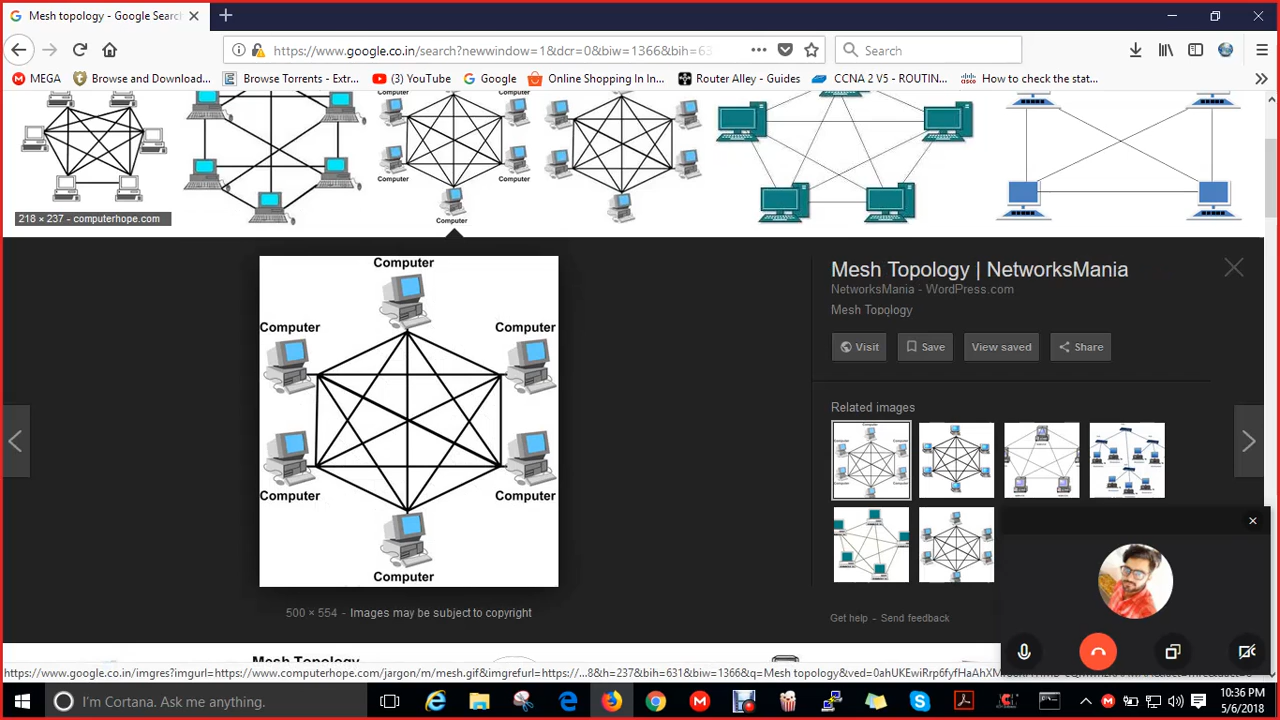 Mesh topology - Google Search
https://www.google.co.in/search?newwindow=1&dcr=0&biw=1366&bih=63
Search
MEGA
Browse and Download...
Browse Torrents - Extr...
(3) YouTube
Google
Online Shopping In In...
Router Alley - Guides
CCNA 2 V5 - ROUTIN...
How to check the stat...
Computer
Computer
Computer
Computer
Computer
218 × 237 - computerhope.com
Computer
Computer
Computer
Computer
Computer
Computer
500 × 554 - Images may be subject to copyright
Mesh Topology | NetworksMania
NetworksMania - WordPress.com
Mesh Topology
Visit
Save
View saved
Share
Related images
Get help - Send feedback
Mesh Topology
I'm Cortana. Ask me anything.
10:36 PM
5/6/2018